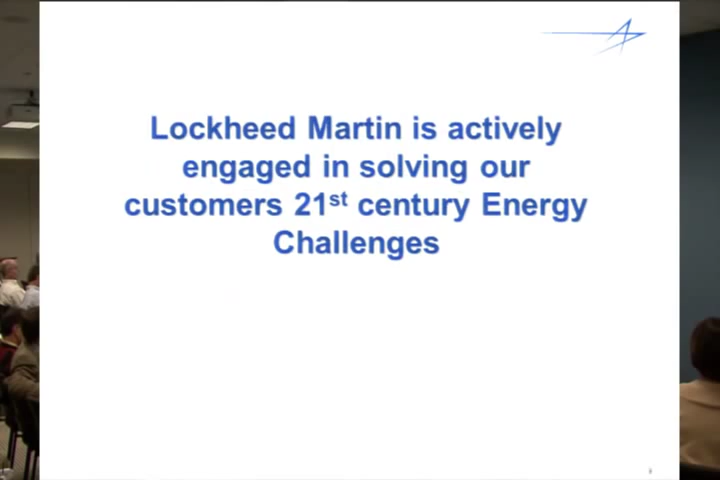 Lockheed Martin is actively
engaged in solving our
customers 21st century Energy
Challenges